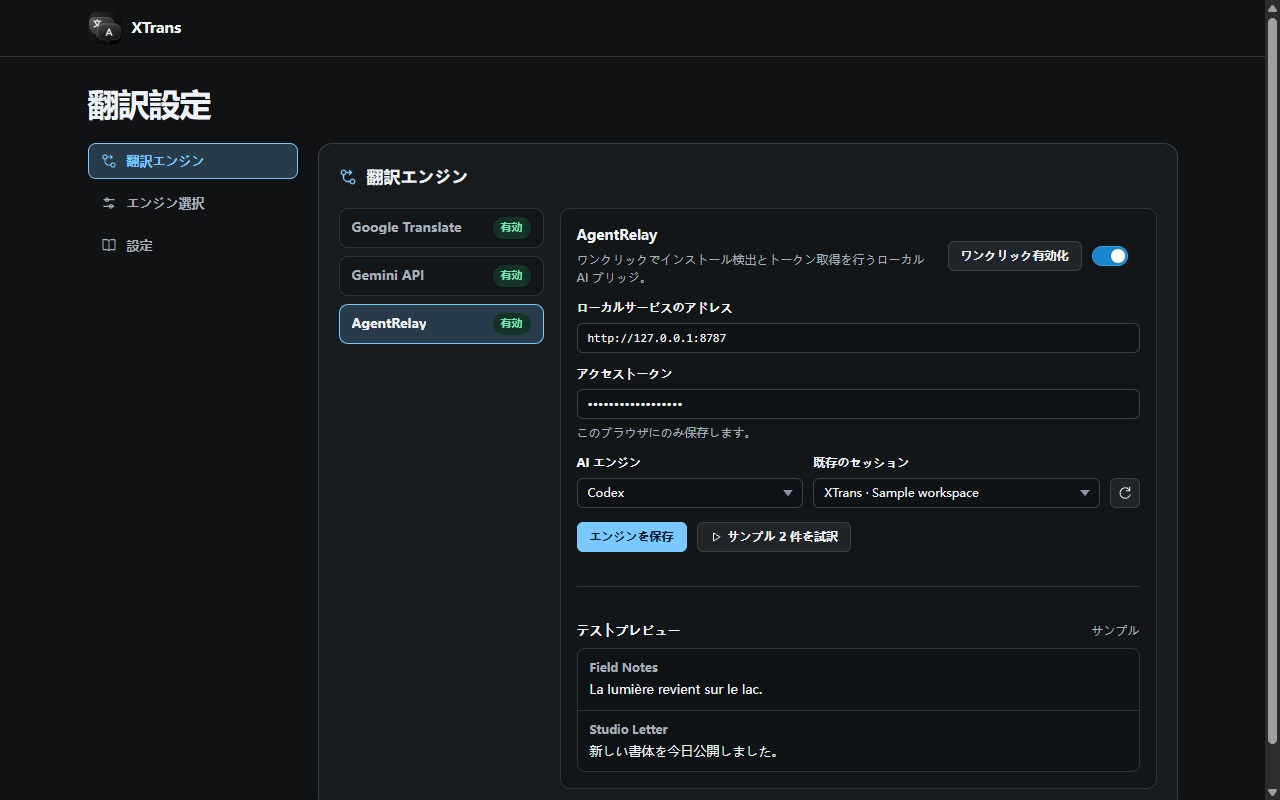 XTrans
翻訳設定
翻訳エンジン
エンジン選択
設定
翻訳エンジン
Google Translate 有効
Gemini API 有効
AgentRelay 有効
AgentRelay
ワンクリックでインストール検出とトークン取得を行うローカル
AI ブリッジ。
ワンクリック有効化
ローカルサービスのアドレス
http://127.0.0.1:8787
アクセストークン
••••••••••••••••••
このブラウザにのみ保存します。
AI エンジン
Codex
既存のセッション
XTrans · Sample workspace
エンジンを保存
サンプル 2 件を試訳
テストプレビュー
サンプル
Field Notes
La lumière revient sur le lac.
Studio Letter
新しい書体を今日公開しました。